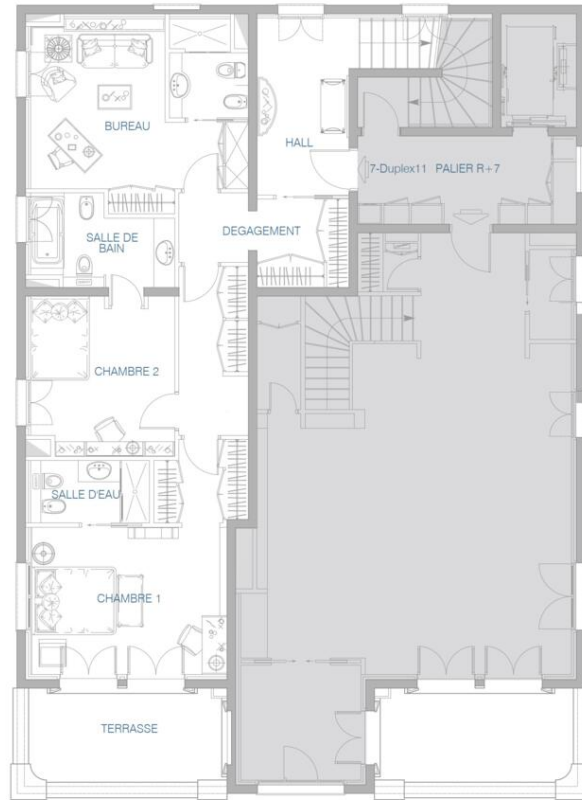 BUREAU
HALL
7-Duplex11 PALIER R+7
SALLE DE
BAIN
DEGAGEMENT
CHAMBRE 2
SALLE D'EAU
CHAMBRE 1
TERRASSE